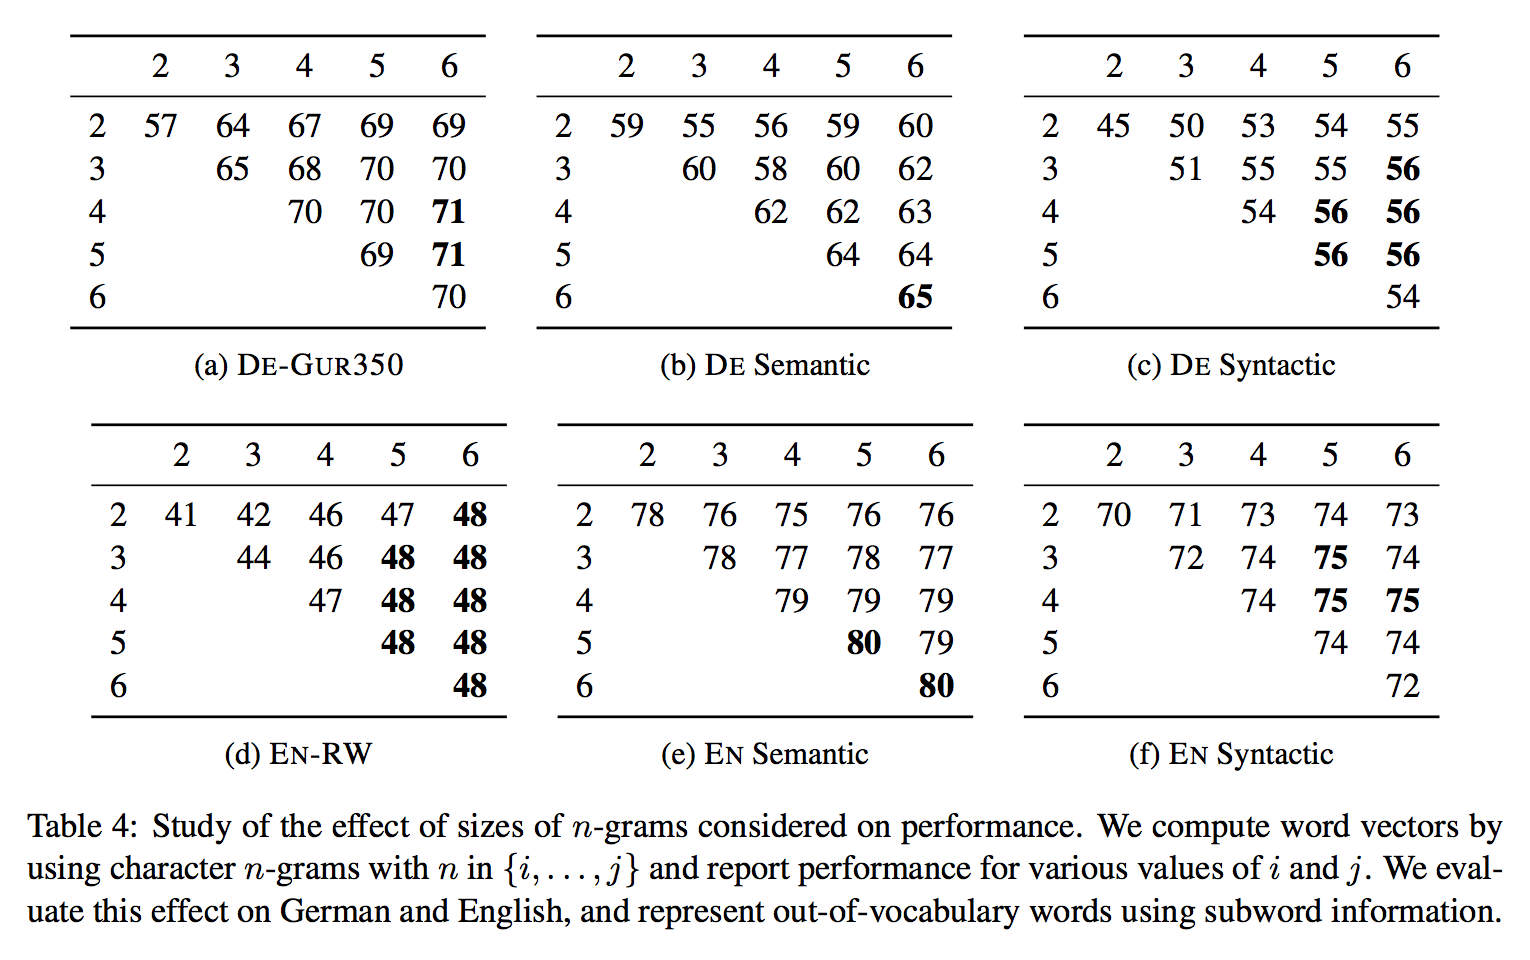 2 3 4 5 6
2 57 64 67 69 69
3 65 68 70 70
4 70 70 71
5 69 71
6 70
(a) DE-GUR350
2 3 4 5 6
2 59 55 56 59 60
3 60 58 60 62
4 62 62 63
5 64 64
6 65
(b) DE Semantic
2 3 4 5 6
2 45 50 53 54 55
3 51 55 55 56
4 54 56 56
5 56 56
6 54
(c) DE Syntactic
2 3 4 5 6
2 41 42 46 47 48
3 44 46 48 48
4 47 48 48
5 48 48
6 48
(d) EN-RW
2 3 4 5 6
2 78 76 75 76 76
3 78 77 78 77
4 79 79 79
5 80 79
6 80
(e) EN Semantic
2 3 4 5 6
2 70 71 73 74 73
3 72 74 75 74
4 74 75 75
5 74 74
6 72
(f) EN Syntactic
Table 4: Study of the effect of sizes of n-grams considered on performance. We compute word vectors by
using character n-grams with n in {i, . . . , j} and report performance for various values of i and j. We eval-
uate this effect on German and English, and represent out-of-vocabulary words using subword information.